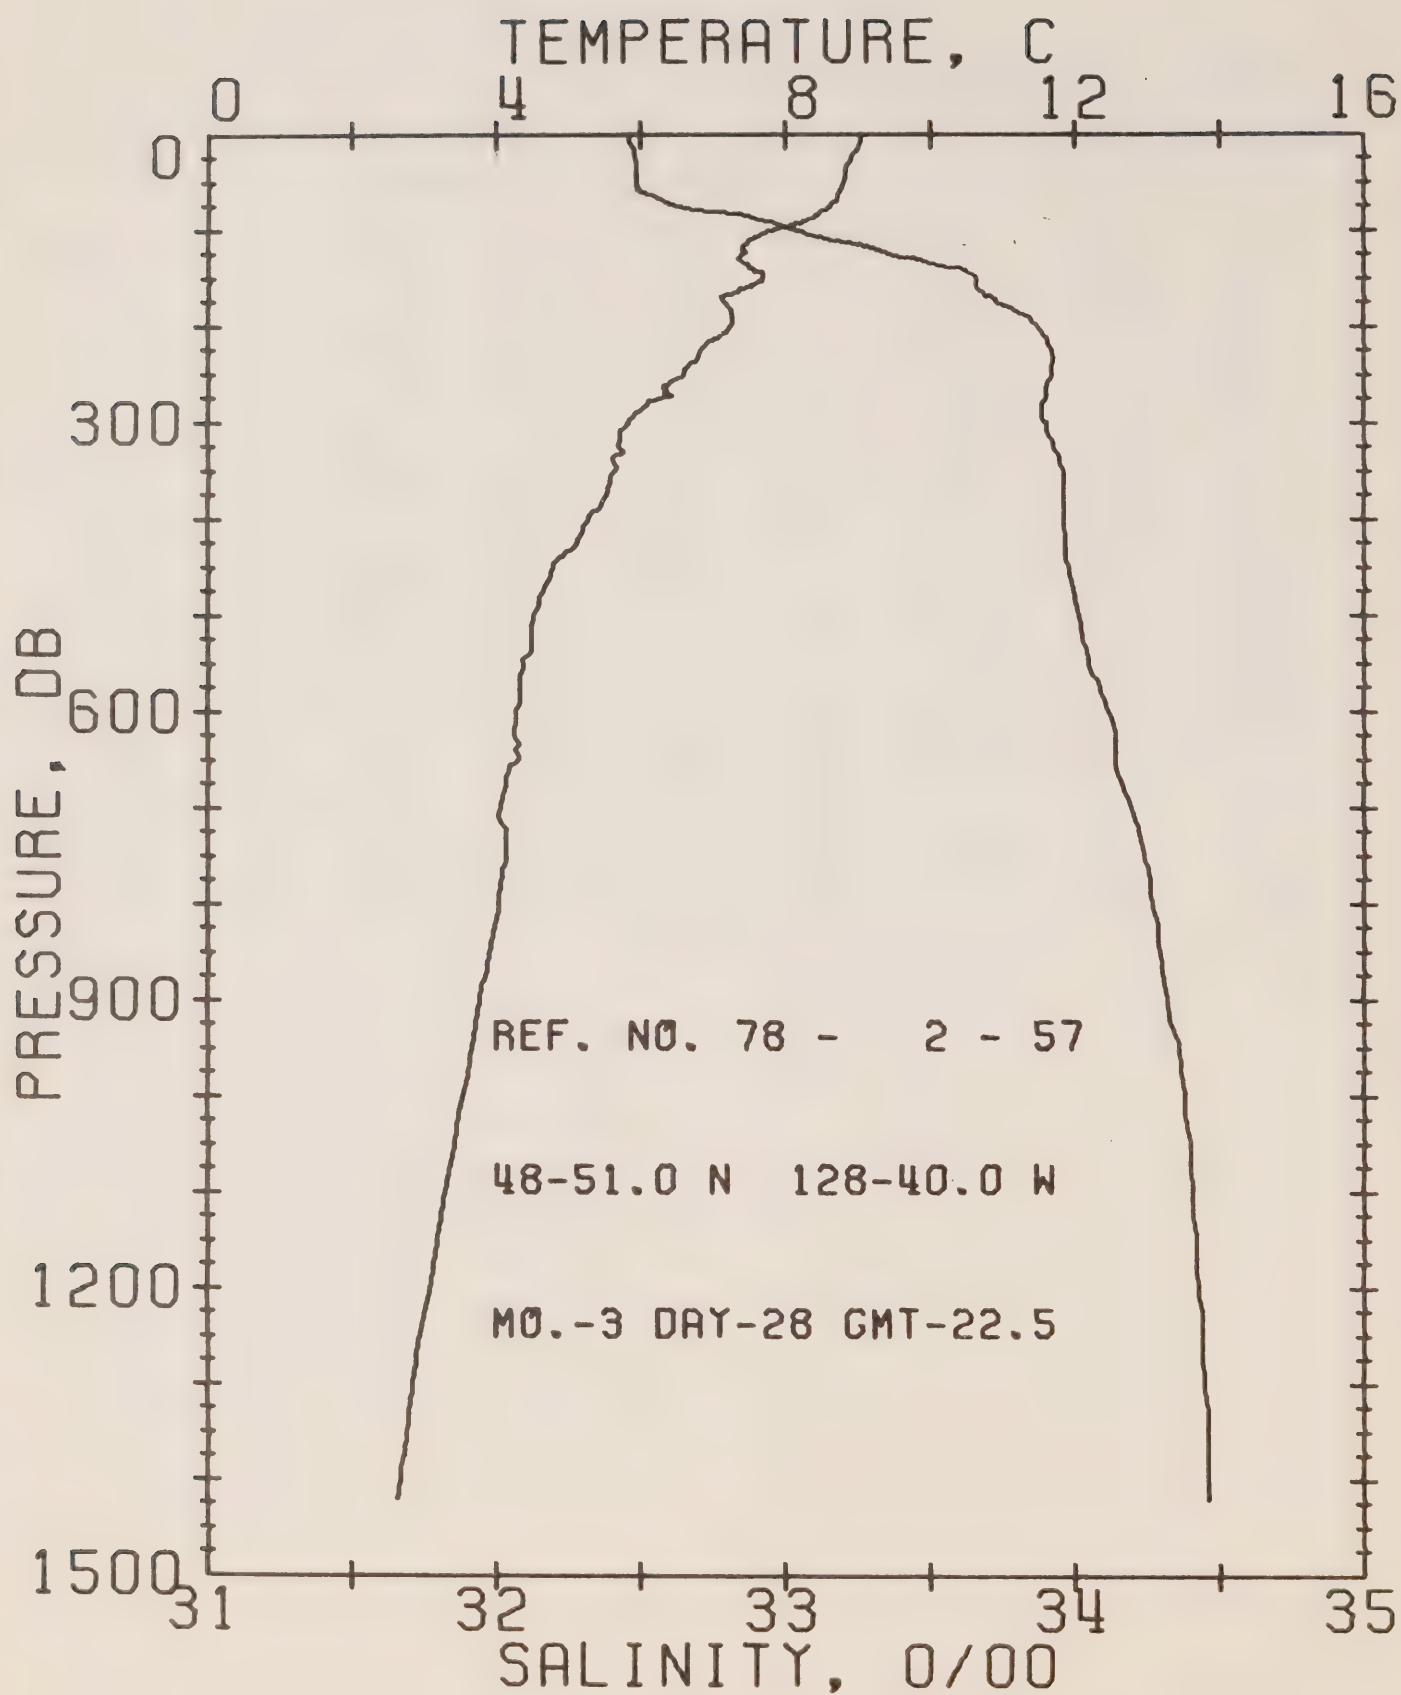 TEMPERATURE, C
0 4 8 12 16
0
300
600
900
1200
1500
PRESSURE, DB
REF. NO. 78 - 2 - 57
48-51.0 N 128-40.0 W
MO.-3 DAY-28 GMT-22.5
31 32 33 34 35
SALINITY, 0/00